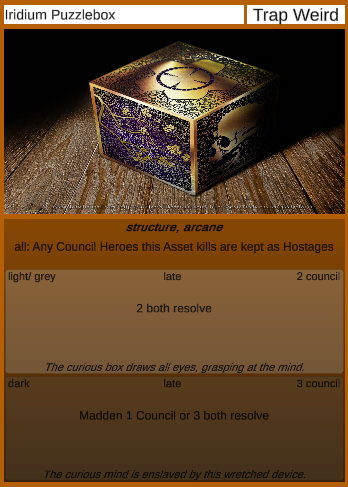 Iridium Puzzlebox
Trap Weird
structure, arcane
all: Any Council Heroes this Asset kills are kept as Hostages
light/ grey late 2 council
2 both resolve
The curious box draws all eyes, grasping at the mind.
dark late 3 council
Madden 1 Council or 3 both resolve
The curious mind is enslaved by this wretched device.